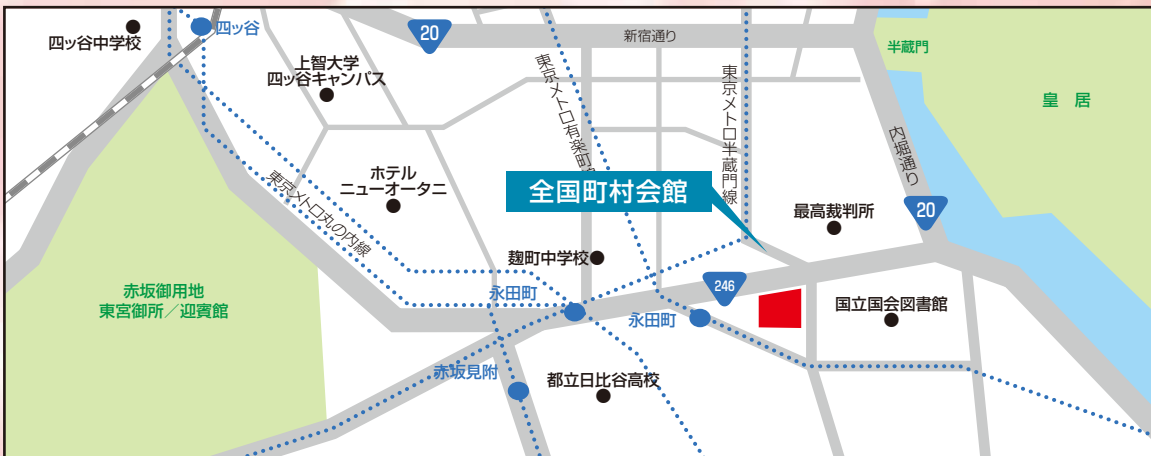 四ッ谷中学校
四ッ谷
20
新宿通り
半蔵門
皇 居
上智大学
四ッ谷キャンパス
東京メトロ有楽町
東京メトロ半蔵門線
内堀通り
ホテル
ニューオータニ
東京メトロ丸の内線
全国町村会館
最高裁判所
20
麹町中学校
赤坂御用地
東宮御所／迎賓館
永田町
246
永田町
国立国会図書館
赤坂見附
都立日比谷高校